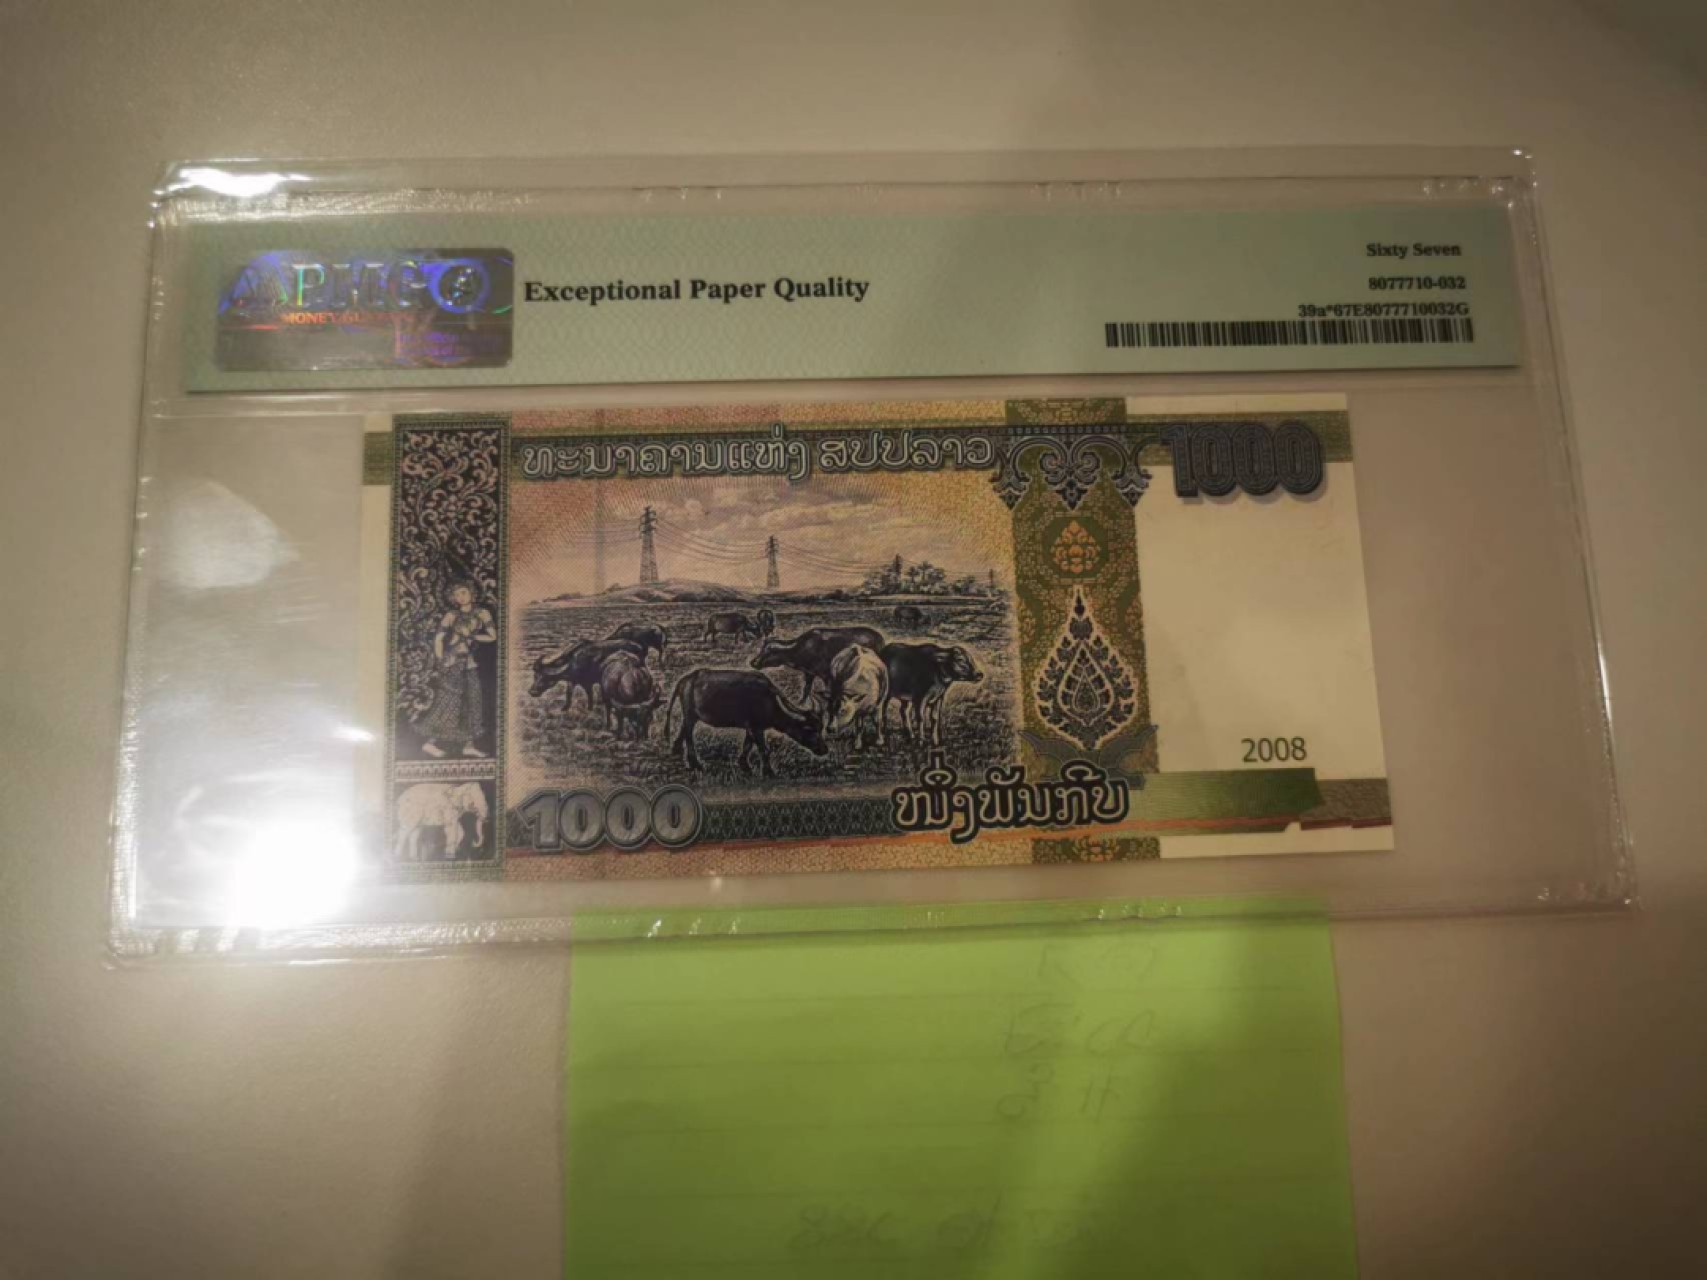 PMG
Exceptional Paper Quality
Sixty Seven
8077710-032
39a*67E8077710032G
ທະນາຄານແຫ່ງ ສປປລາວ
1000
2008
1000
ໜຶ່ງພັນກີບ